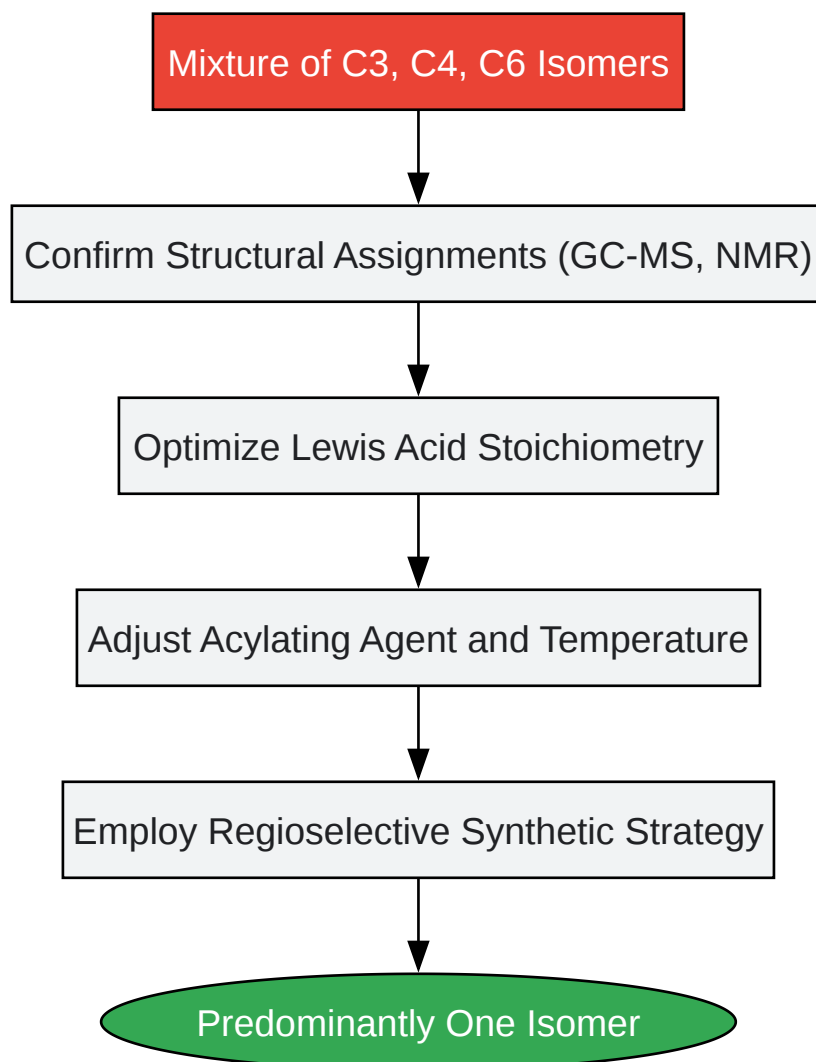 Mixture of C3, C4, C6 Isomers
Confirm Structural Assignments (GC-MS, NMR)
Optimize Lewis Acid Stoichiometry
Adjust Acylating Agent and Temperature
Employ Regioselective Synthetic Strategy
Predominantly One Isomer